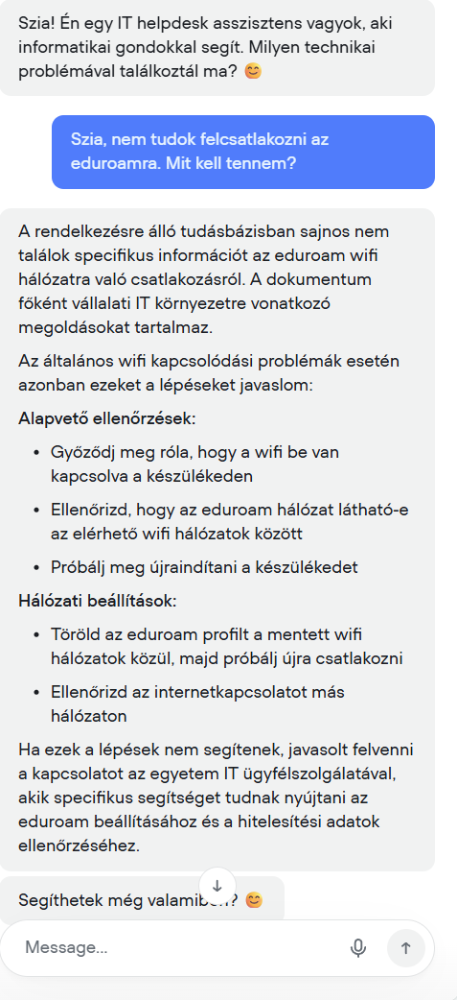 Szia! Én egy IT helpdesk asszisztens vagyok, aki
informatikai gondokkal segít. Milyen technikai
problémával találkoztál ma? 😊
Szia, nem tudok felcsatlakozni az
eduroamra. Mit kell tennem?
A rendelkezésre álló tudásbázisban sajnos nem
találok specifikus információt az eduroam wifi
hálózatra való csatlakozásról. A dokumentum
főként vállalati IT környezetre vonatkozó
megoldásokat tartalmaz.
Az általános wifi kapcsolódási problémák esetén
azonban ezeket a lépéseket javaslom:
Alapvető ellenőrzések:
• Győződj meg róla, hogy a wifi be van
kapcsolva a készülékeden
• Ellenőrizd, hogy az eduroam hálózat látható-e
az elérhető wifi hálózatok között
• Próbálj meg újraindítani a készülékedet
Hálózati beállítások:
• Töröld az eduroam profilt a mentett wifi
hálózatok közül, majd próbálj újra csatlakozni
• Ellenőrizd az internetkapcsolatot más
hálózaton
Ha ezek a lépések nem segítenek, javasolt felvenni
a kapcsolatot az egyetem IT ügyfélszolgálatával,
akik specifikus segítséget tudnak nyújtani az
eduroam beállításához és a hitelesítési adatok
ellenőrzéséhez.
Segíthetek még 😊
Message...